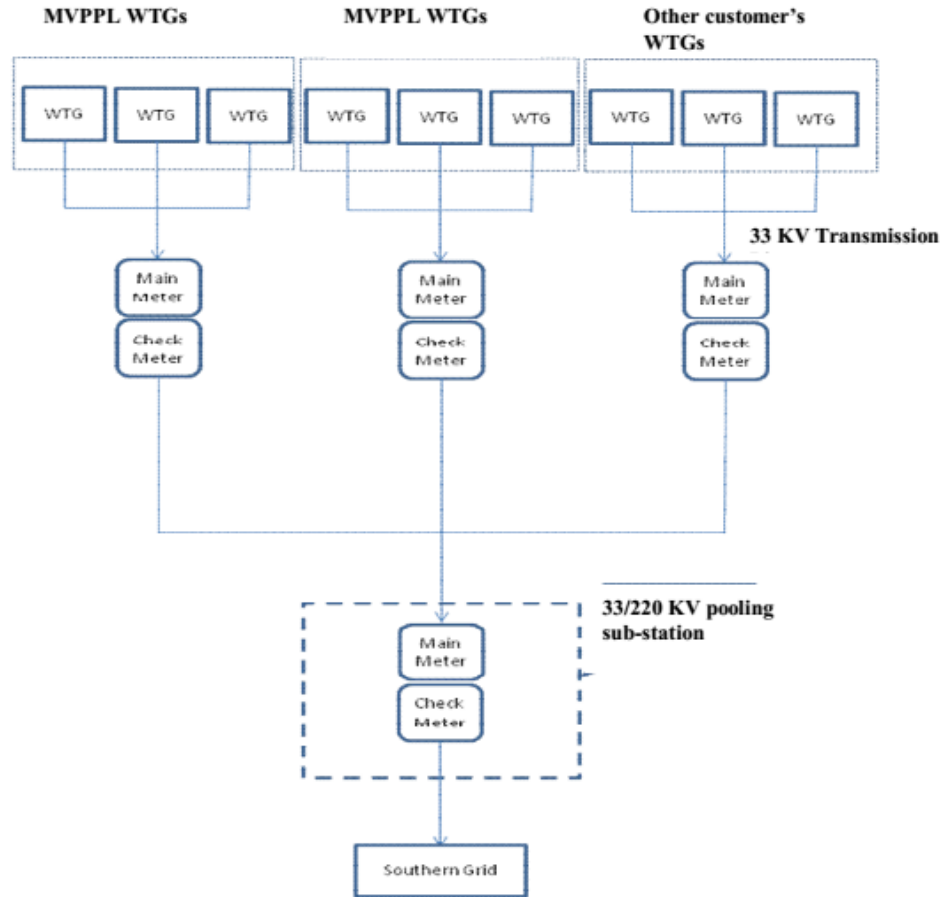 MVPPL WTGs
MVPPL WTGs
Other customer's
WTGs
WTG
WTG
WTG
WTG
WTG
WTG
WTG
WTG
WTG
33 KV Transmission
Main
Meter
Check
Meter
Main
Meter
Check
Meter
Main
Meter
Check
Meter
33/220 KV pooling
sub-station
Main
Meter
Check
Meter
Southern Grid